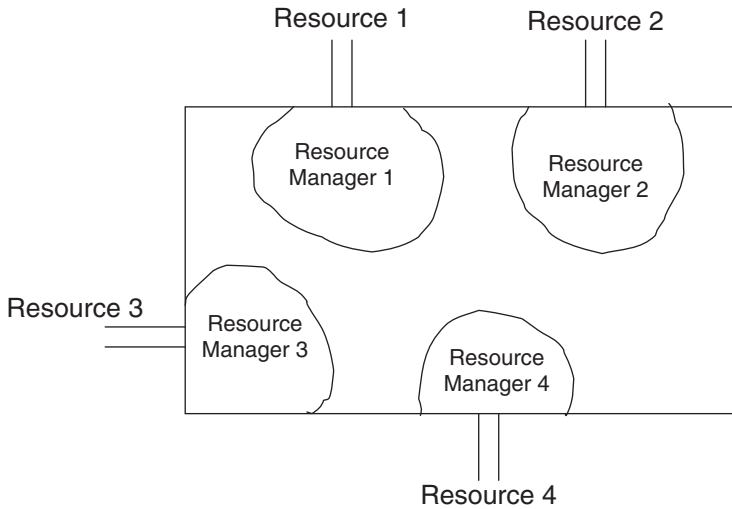 Resource 1
Resource 2
Resource
Manager 1
Resource
Manager 2
Resource 3
Resource
Manager 3
Resource
Manager 4
Resource 4